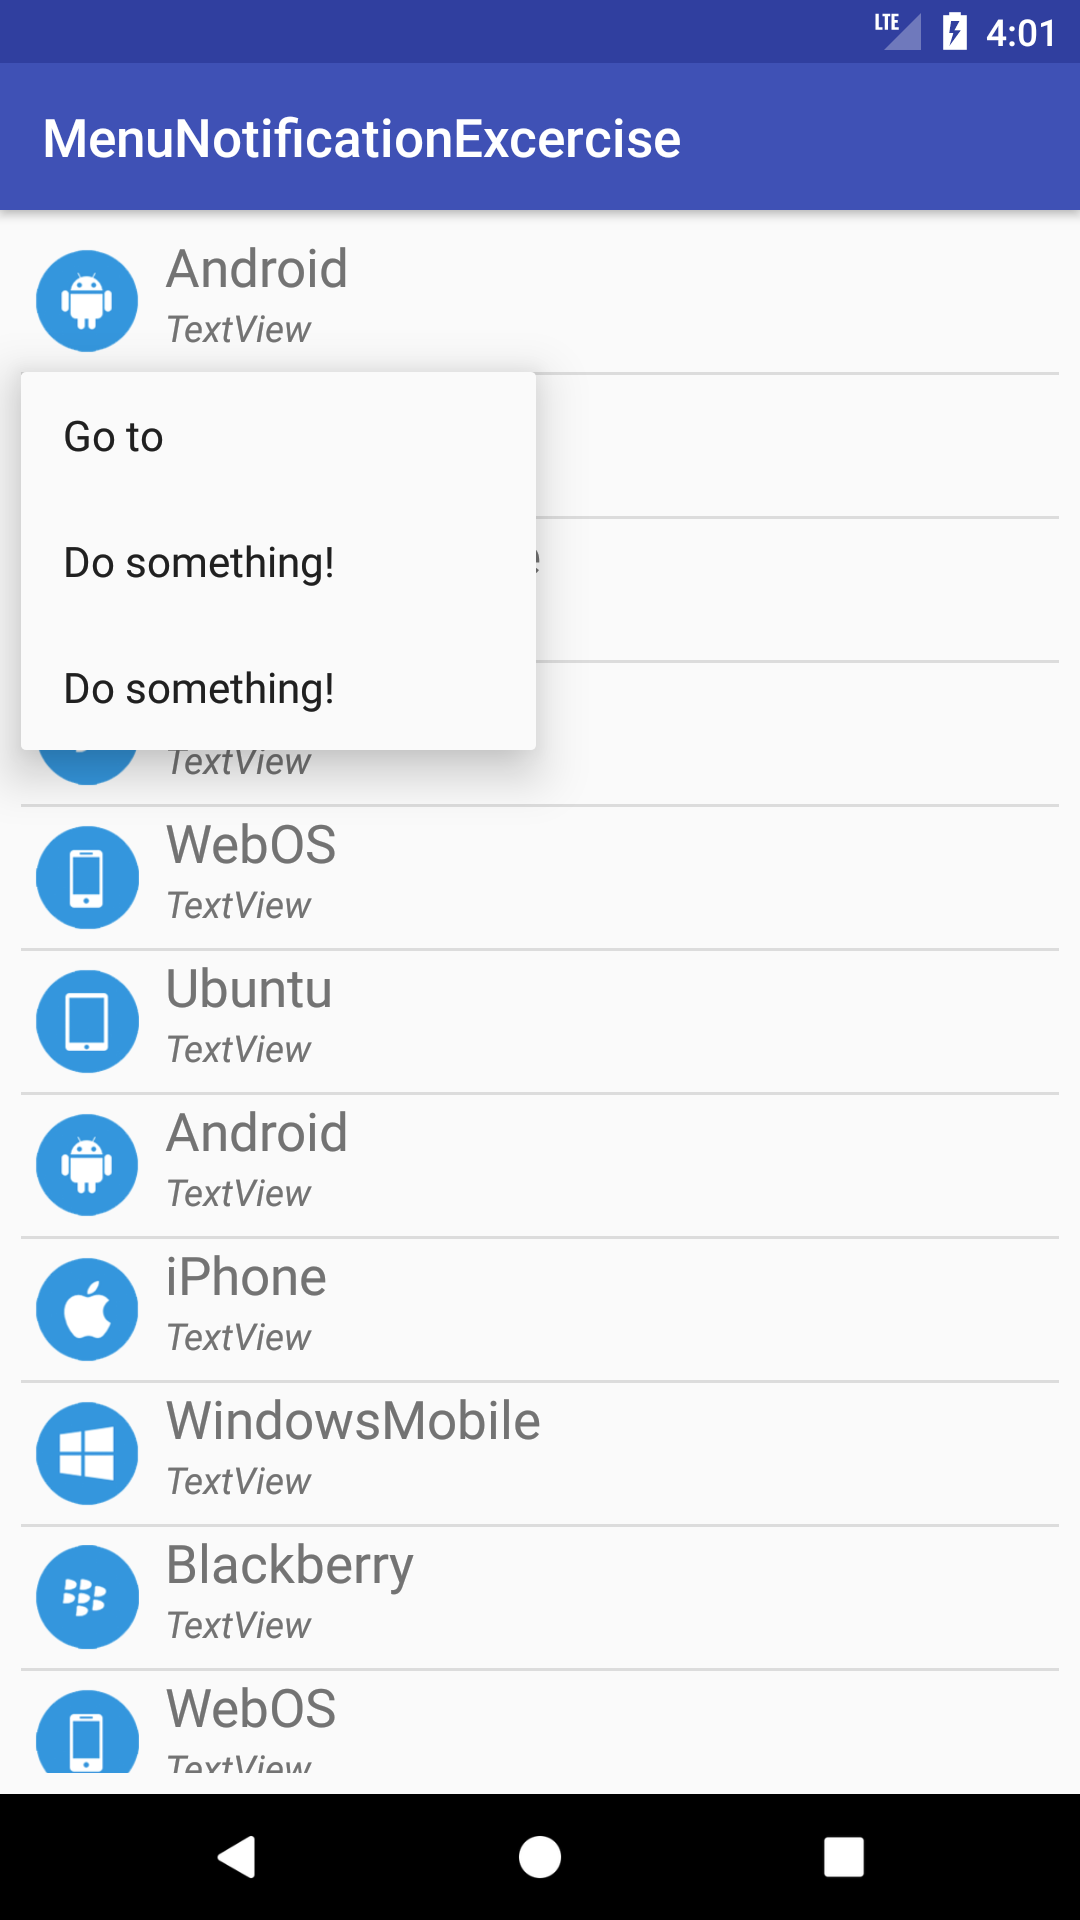 LTE 4:01
MenuNotificationExcercise
Android
TextView
Go to
Do something!
Do something!
TextView
WebOS
TextView
Ubuntu
TextView
Android
TextView
iPhone
TextView
WindowsMobile
TextView
Blackberry
TextView
WebOS
TextView